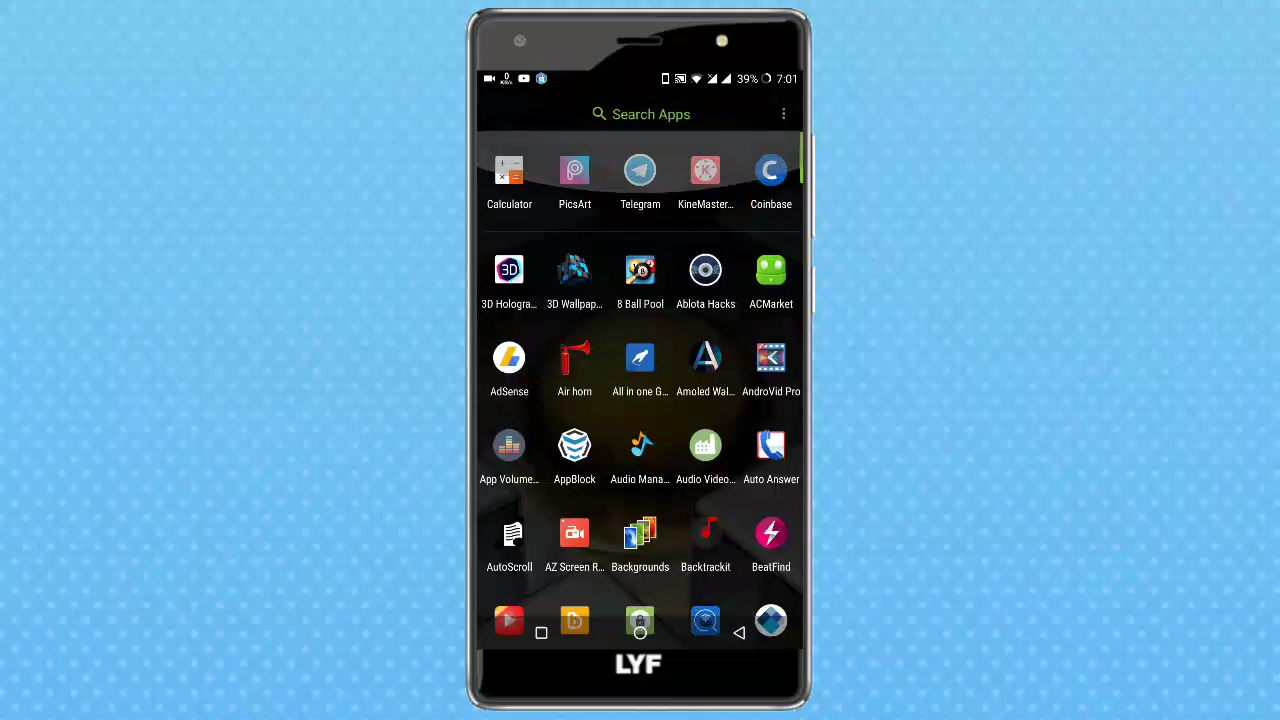 0
KB/s
39% 7:01
Search Apps
Calculator PicsArt Telegram KineMaster... Coinbase
3D Hologra... 3D Wallpap... 8 Ball Pool Ablota Hacks ACMarket
AdSense Air horn All in one G... Amoled Wal... AndroVid Pro
App Volume... AppBlock Audio Mana... Audio Video... Auto Answer
AutoScroll AZ Screen R... Backgrounds Backtrackit BeatFind
LYF